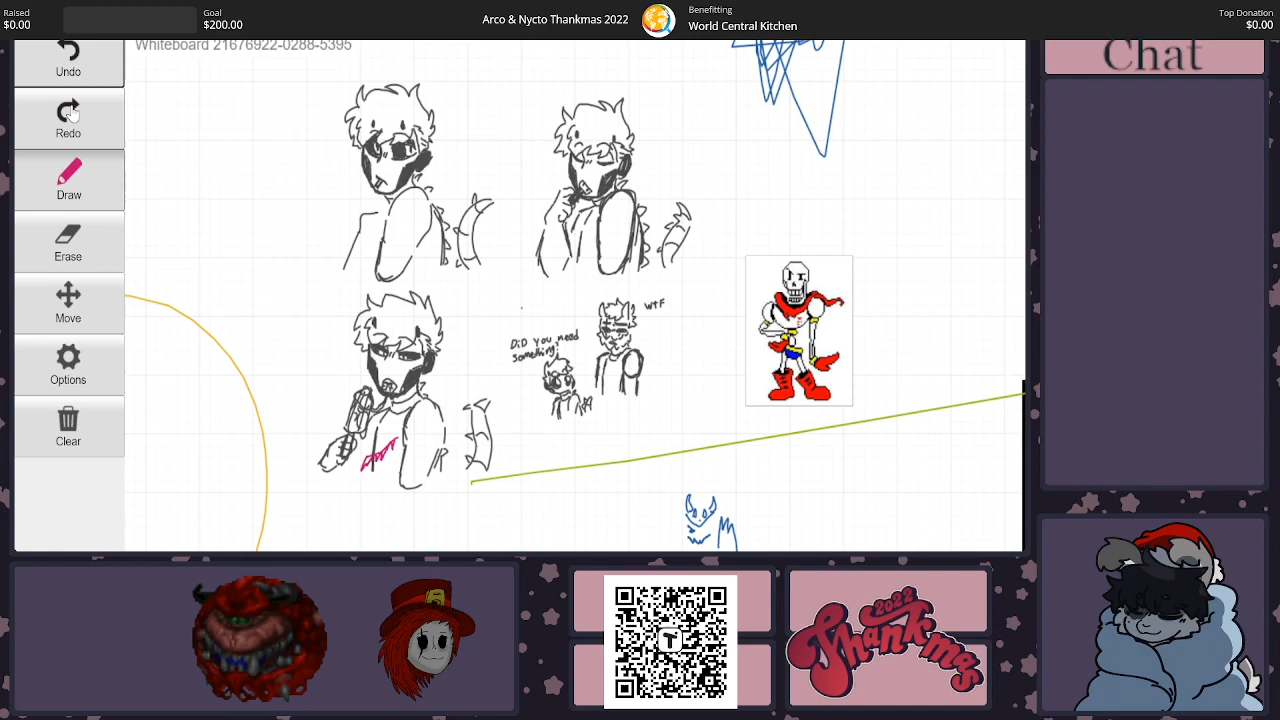 Raised
$0.00
Goal
$200.00
Arco & Nycto Thankmas 2022
Benefitting
World Central Kitchen
Top Donation
$0.00
Whiteboard 21676922-0288-5395
Chat
Undo
Redo
Draw
Erase
Move
Options
Clear
WTF
DiD you need
something?
T
2022
Thankmas